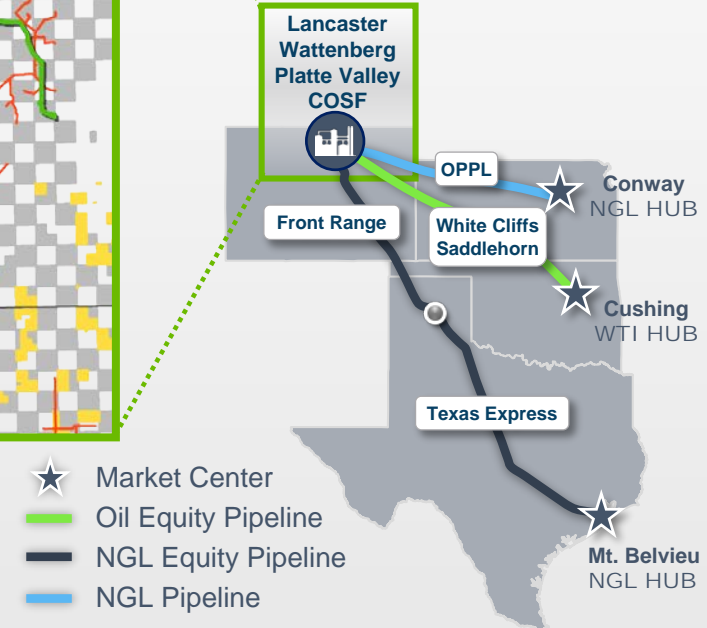 Lancaster
Wattenberg
Platte Valley
COSF
OPPL
Conway
NGL HUB
Front Range
White Cliffs
Saddlehorn
Cushing
WTI HUB
Texas Express
Market Center
Oil Equity Pipeline
NGL Equity Pipeline
NGL Pipeline
Mt. Belvieu
NGL HUB